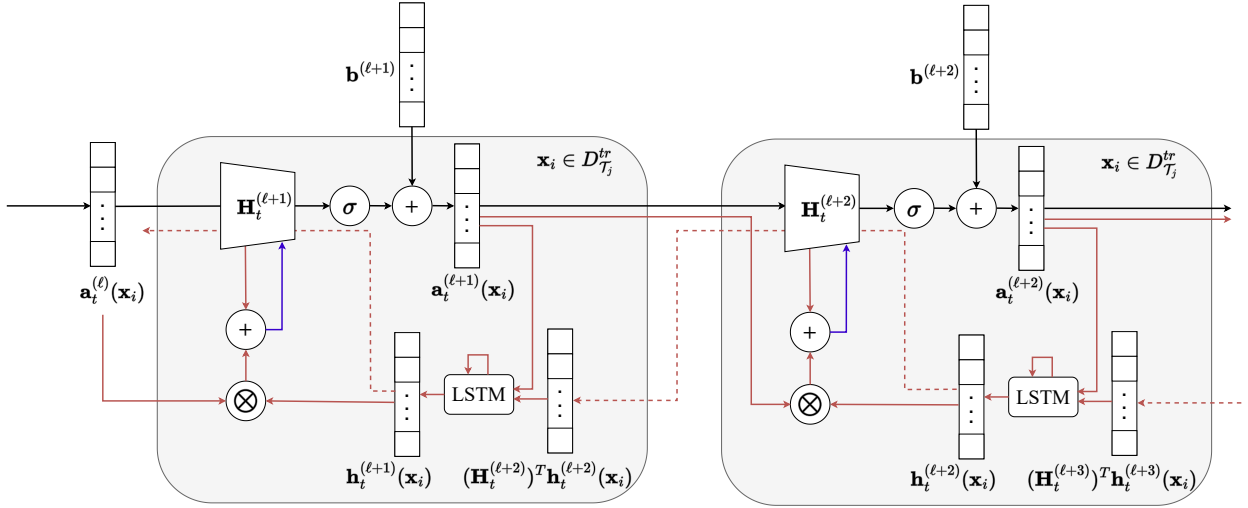 𝐛^{(ℓ+1)}
𝐛^{(ℓ+2)}
𝐱_i ∈ D^{tr}_{𝒯_j}
𝐱_i ∈ D^{tr}_{𝒯_j}
𝐇_t^{(ℓ+1)}
σ
+
𝐇_t^{(ℓ+2)}
σ
+
𝐚_t^{(ℓ)}(𝐱_i)
𝐚_t^{(ℓ+1)}(𝐱_i)
𝐚_t^{(ℓ+2)}(𝐱_i)
+
+
⊗
LSTM
⊗
LSTM
𝐡_t^{(ℓ+1)}(𝐱_i)
(𝐇_t^{(ℓ+2)})^T 𝐡_t^{(ℓ+2)}(𝐱_i)
𝐡_t^{(ℓ+2)}(𝐱_i)
(𝐇_t^{(ℓ+3)})^T 𝐡_t^{(ℓ+3)}(𝐱_i)